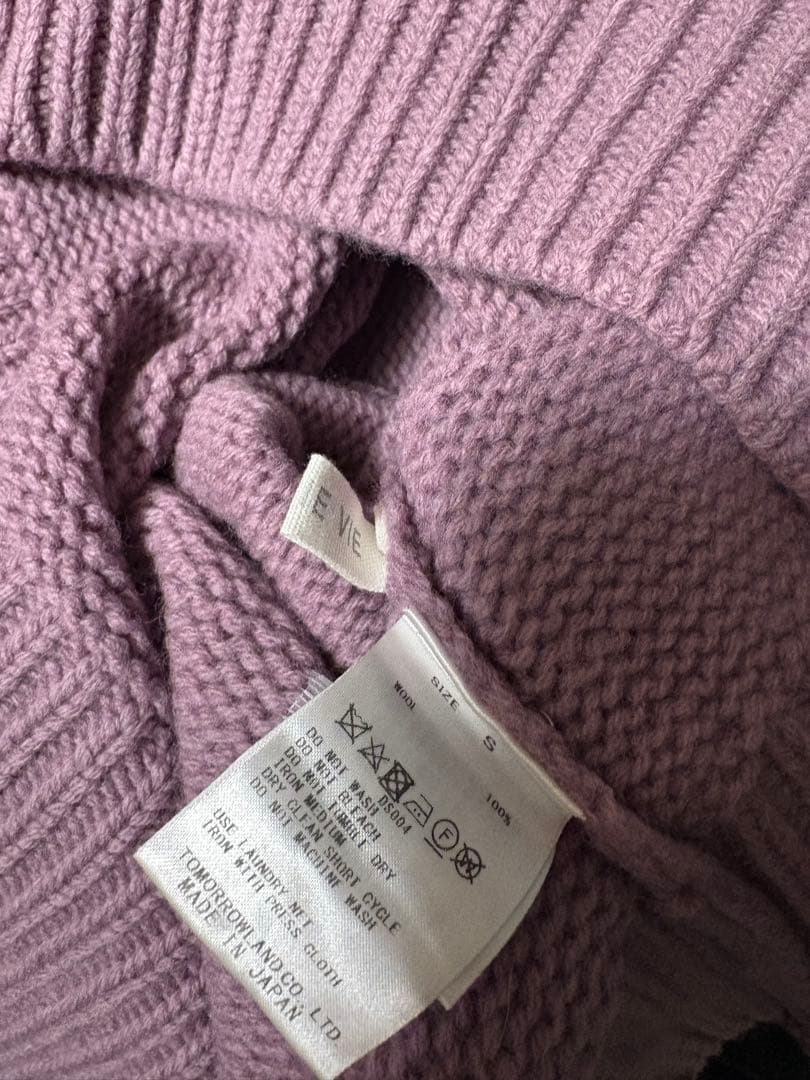 E VIE
SIZE S
WOOL 100%
F
W
DO NOT WASH DS004
DO NOT BLEACH
DO NOT TUMBLE DRY
IRON MEDIUM
DRY CLEAN SHORT CYCLE
DO NOT MACHINE WASH
USE LAUNDRY NET
IRON WITH PRESS CLOTH
TOMORROWLAND CO., LTD.
MADE IN JAPAN